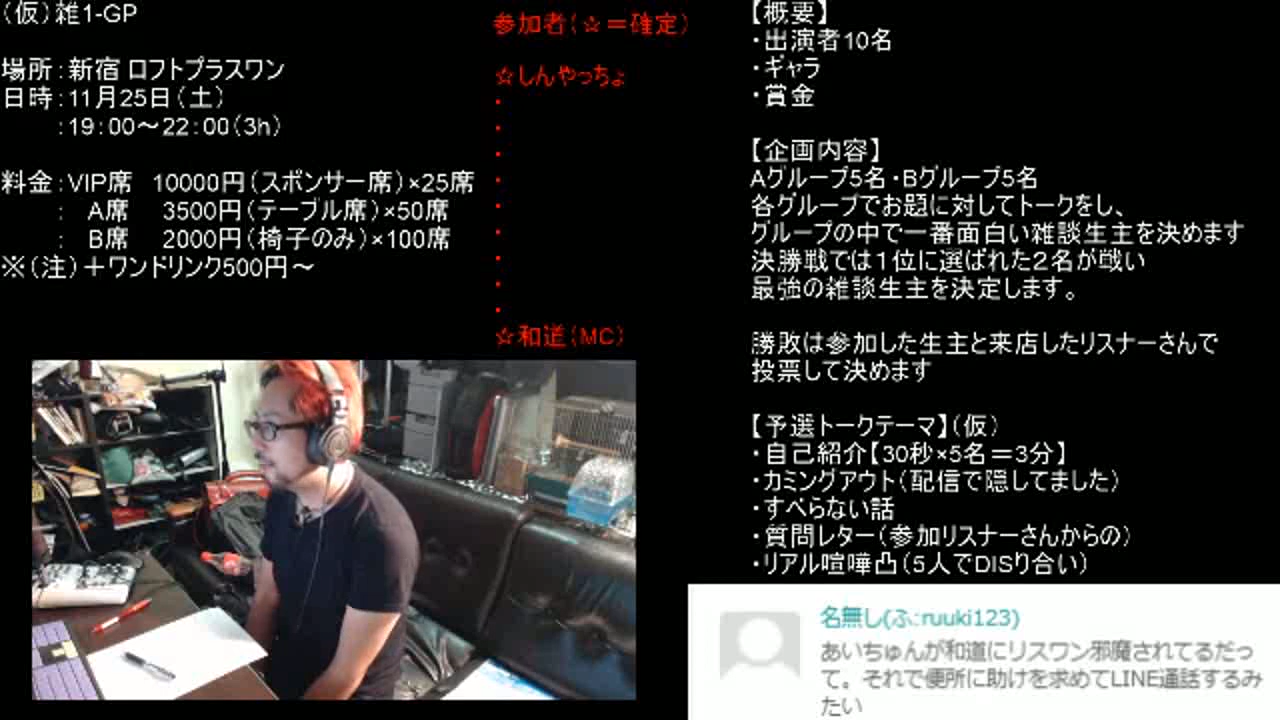 （仮）雑1-GP
場所：新宿 ロフトプラスワン
日時：11月25日（土）
：19：00～22：00（3h）
料金：VIP席 10000円（スポンサー席）×25席
： A席 3500円（テーブル席）×50席
： B席 2000円（椅子のみ）×100席
※（注）＋ワンドリンク500円～
参加者（☆＝確定）
☆しんやっちょ
・
・
・
・
・
・
・
・
・
☆和道（MC）
【概要】
・出演者10名
・ギャラ
・賞金
【企画内容】
Aグループ5名・Bグループ5名
各グループでお題に対してトークをし、
グループの中で一番面白い雑談生主を決めます
決勝戦では１位に選ばれた２名が戦い
最強の雑談生主を決定します。
勝敗は参加した生主と来店したリスナーさんで
投票して決めます
【予選トークテーマ】（仮）
・自己紹介【30秒×5名＝3分】
・カミングアウト（配信で隠してました）
・すべらない話
・質問レター（参加リスナーさんからの）
・リアル喧嘩凸（5人でDISり合い）
名無し(ふ:ruuki123)
あいちゅんが和道にリスワン邪魔されてるだっ
て。それで便所に助けを求めてLINE通話するみ
たい